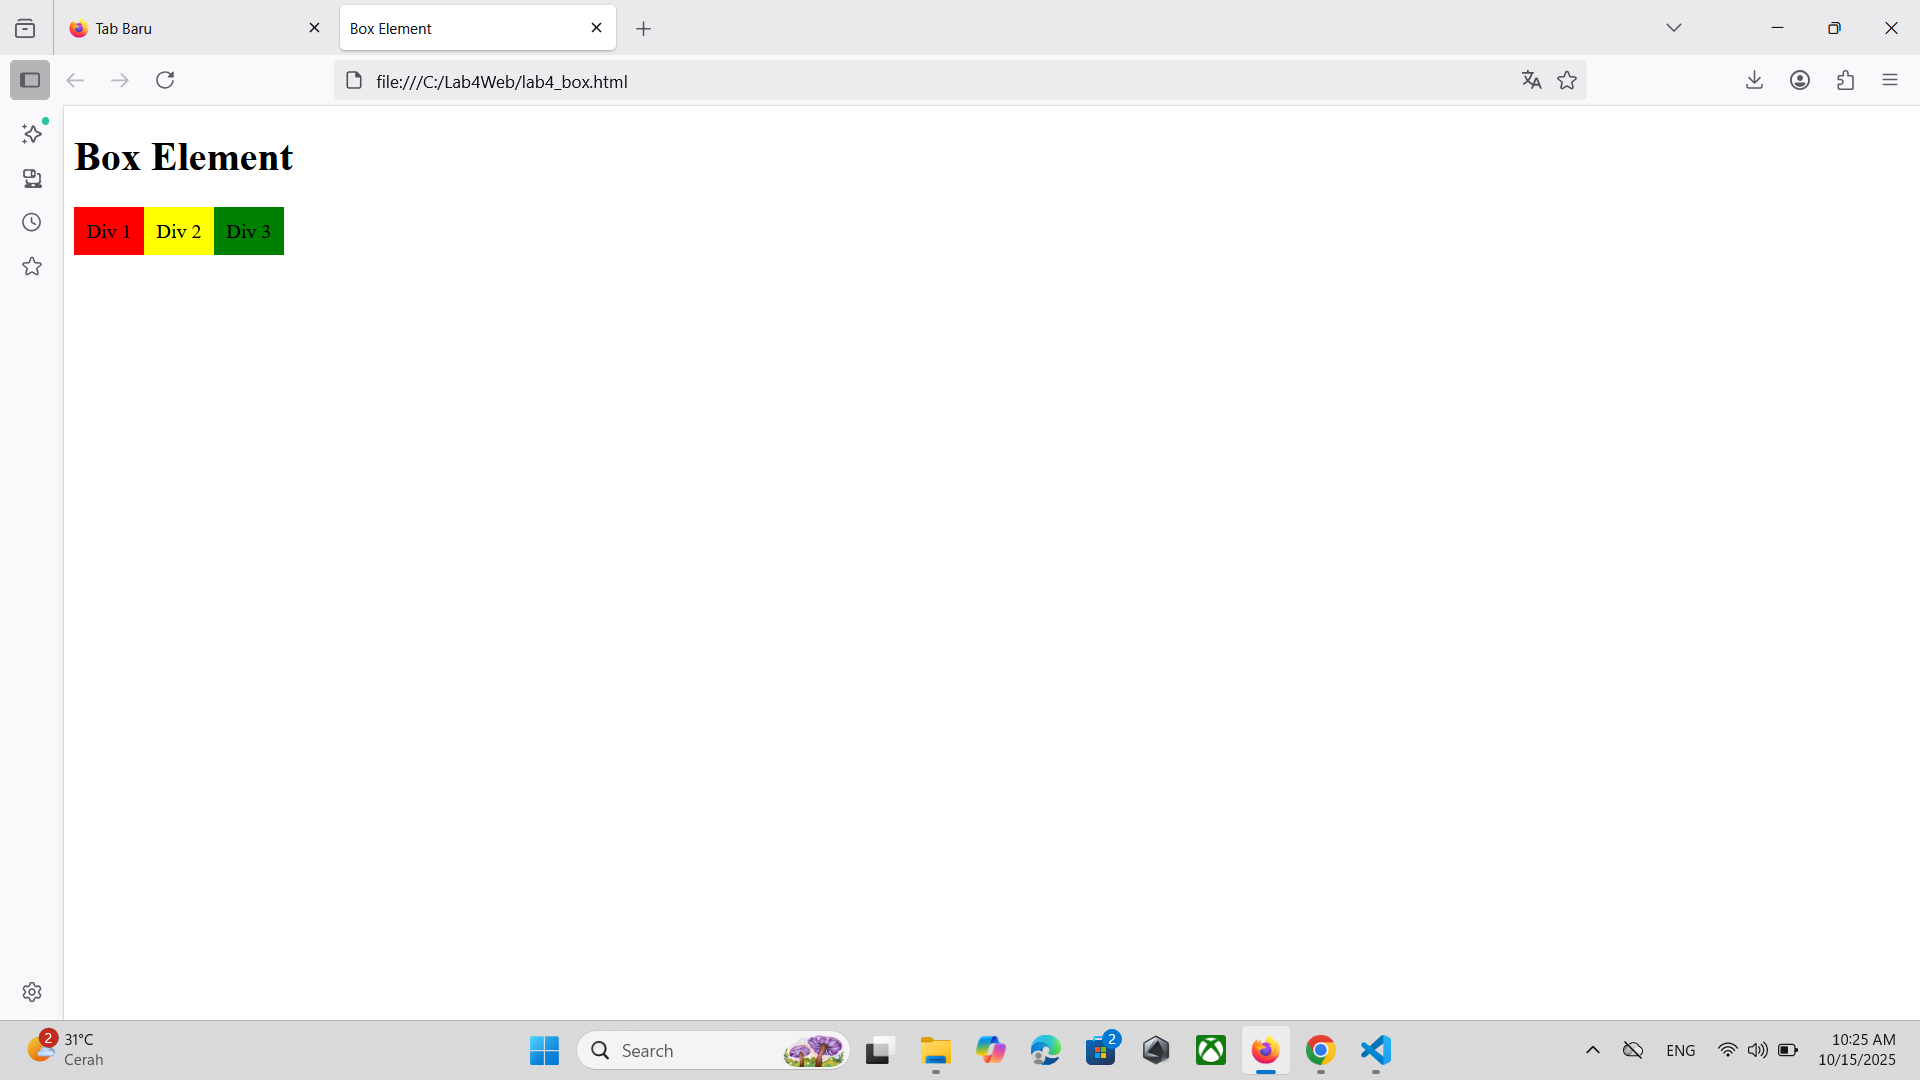 Tab Baru
Box Element
file:///C:/Lab4Web/lab4_box.html
Box Element
Div 1
Div 2
Div 3
2
31°C
Cerah
Search
2
ENG
10:25 AM
10/15/2025